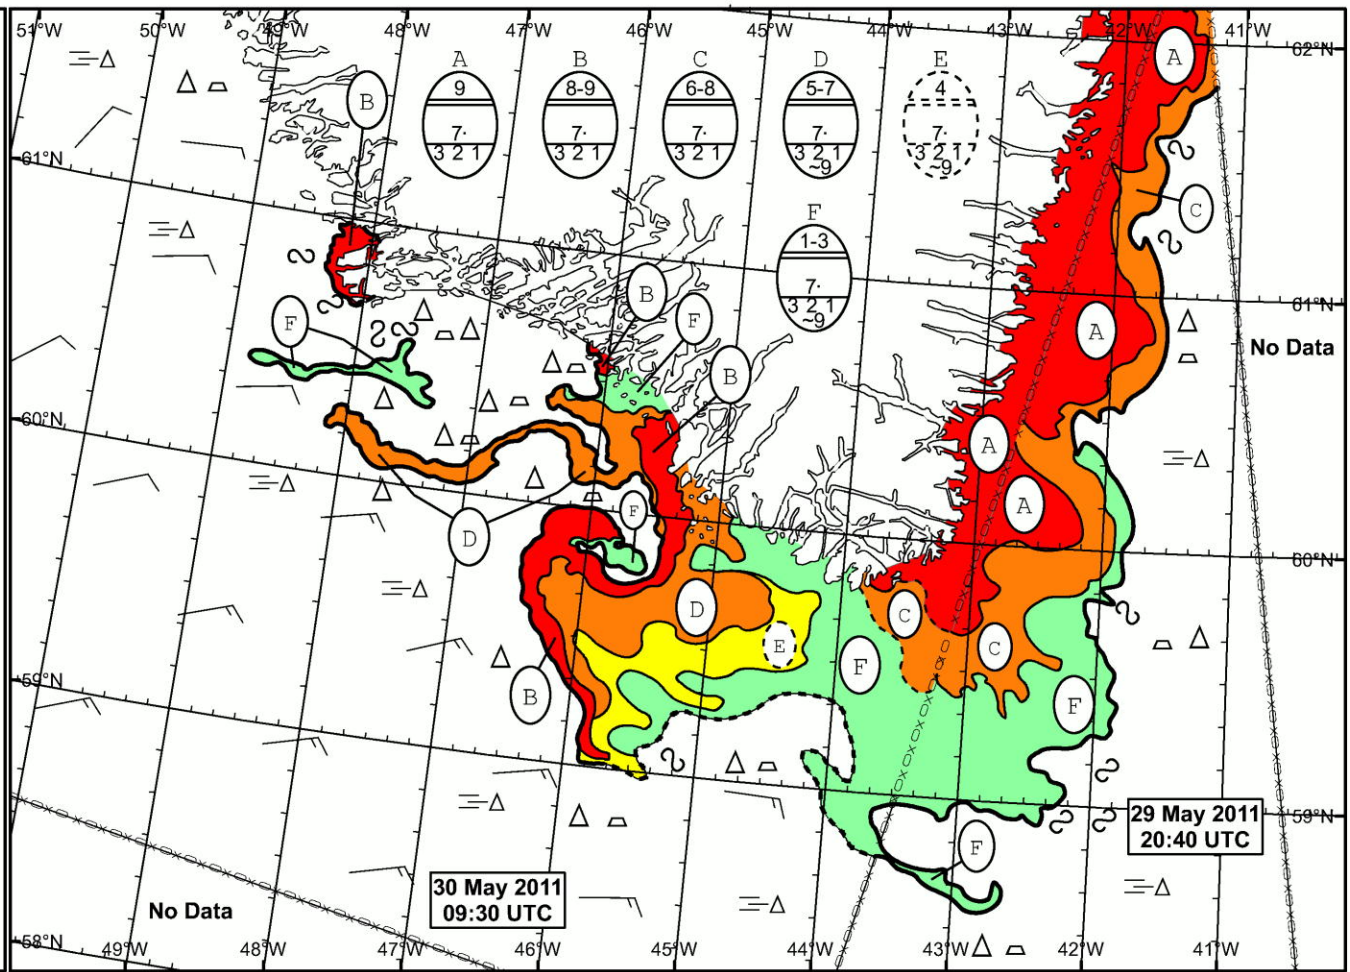 51°W 50°W 49°W 48°W 47°W 46°W 45°W 44°W 43°W 42°W 41°W
62°N
A B C D E
9 8-9 6-8 5-7 4
7· 7· 7· 7· 7·
3 2 1 3 2 1 3 2 1 3 2 1 3 2 1
~9 ~9
A
B
61°N
F
1-3
7·
3 2 1
~9
C
B
F
F
61°N
A
No Data
B
60°N
A
A
F
D
60°N
D
C
E
C
F
59°N
B
F
29 May 2011
20:40 UTC
59°N
F
30 May 2011
09:30 UTC
No Data
58°N
49°W 48°W 47°W 46°W 45°W 44°W 43°W 42°W 41°W